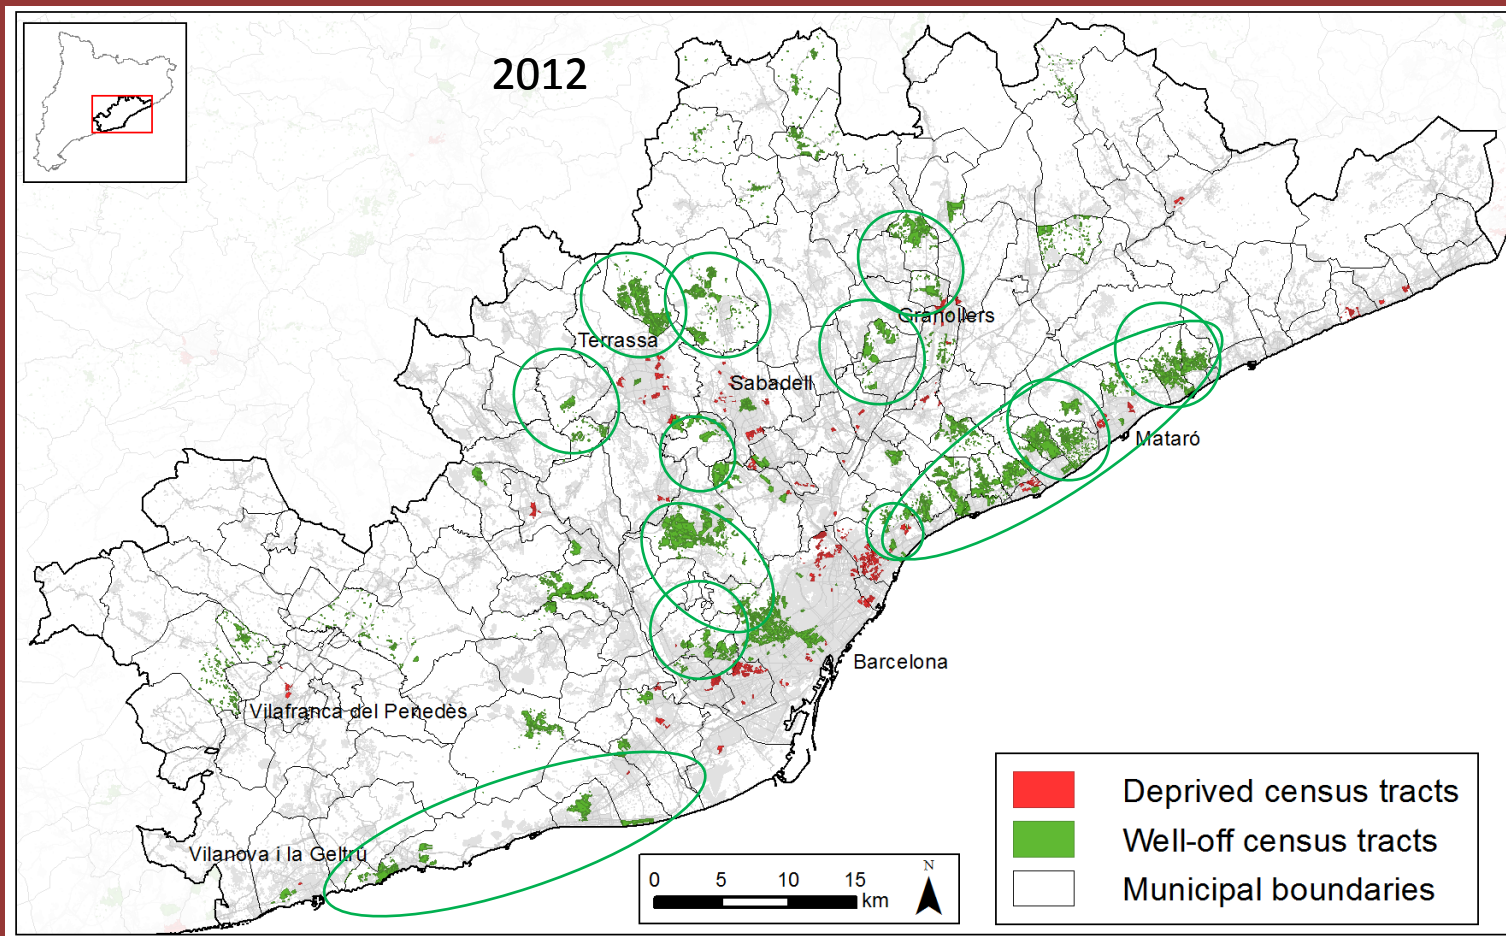 2012
Granollers
Terrassa
Sabadell
Mataró
Barcelona
Vilafranca del Penedès
Vilanova i la Geltrú
0 5 10 15
km
N
Deprived census tracts
Well-off census tracts
Municipal boundaries